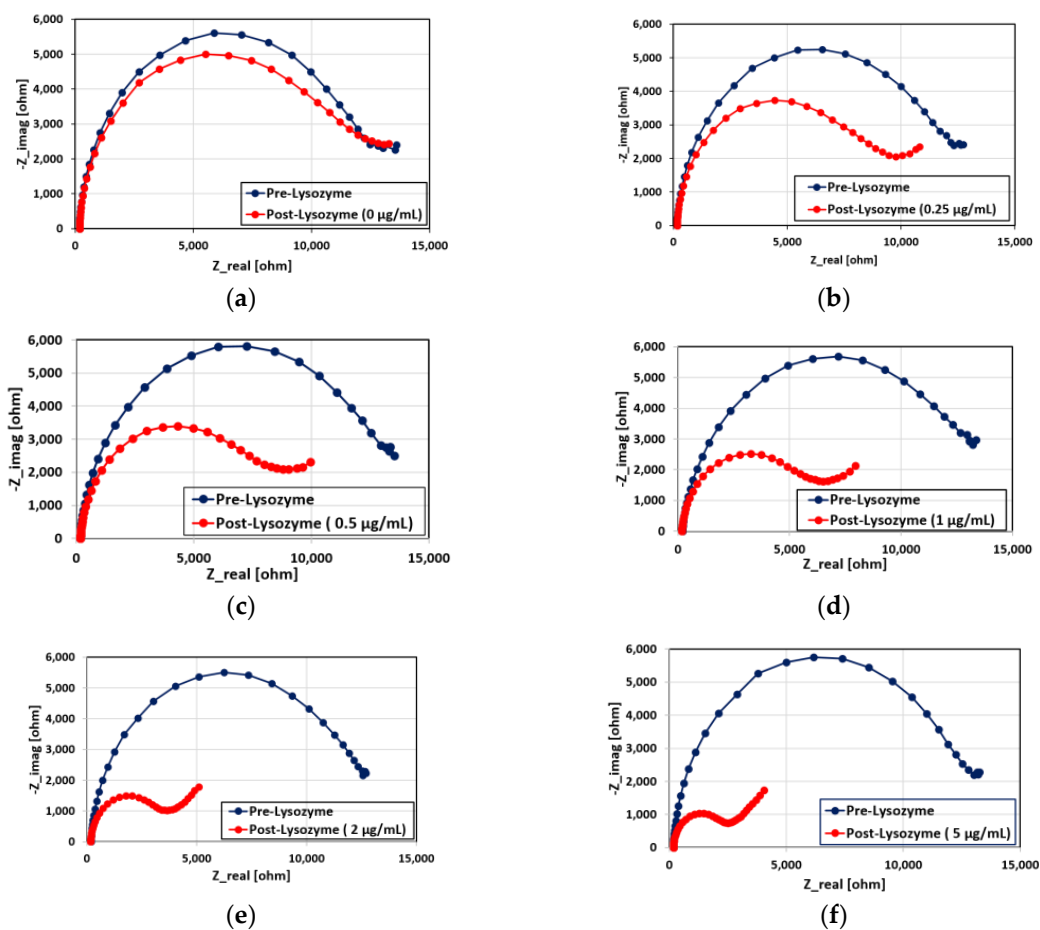 6,000
5,000
4,000
3,000
2,000
1,000
0
-Z_imag [ohm]
Pre-Lysozyme
Post-Lysozyme (0 µg/mL)
0
5,000
10,000
15,000
Z_real [ohm]
(a)
6,000
5,000
4,000
3,000
2,000
1,000
0
-Z_imag [ohm]
Pre-Lysozyme
Post-Lysozyme (0.25 µg/mL)
0
5,000
10,000
15,000
Z_real [ohm]
(b)
6,000
5,000
4,000
3,000
2,000
1,000
0
-Z_imag [ohm]
Pre-Lysozyme
Post-Lysozyme ( 0.5 µg/mL)
0
5,000
10,000
15,000
Z_real [ohm]
(c)
6,000
5,000
4,000
3,000
2,000
1,000
0
-Z_imag [ohm]
Pre-Lysozyme
Post-Lysozyme (1 µg/mL)
0
5,000
10,000
15,000
Z_real [ohm]
(d)
6,000
5,000
4,000
3,000
2,000
1,000
0
-Z_imag [ohm]
Pre-Lysozyme
Post-Lysozyme ( 2 µg/mL)
0
5,000
10,000
15,000
Z_real [ohm]
(e)
6,000
5,000
4,000
3,000
2,000
1,000
0
-Z_imag [ohm]
Pre-Lysozyme
Post-Lysozyme ( 5 µg/mL)
0
5,000
10,000
15,000
Z_real [ohm]
(f)